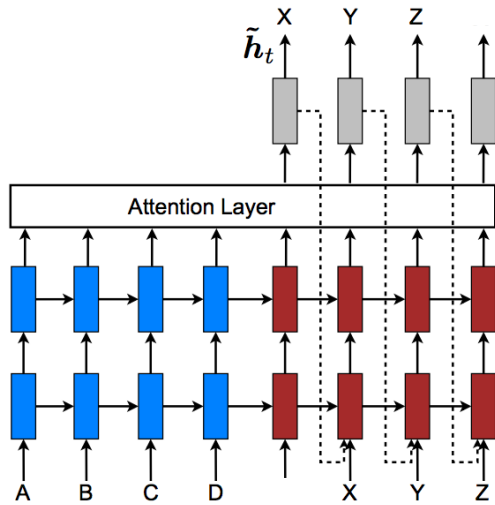 X Y Z
h̃ₜ
Attention Layer
A B C D X Y Z